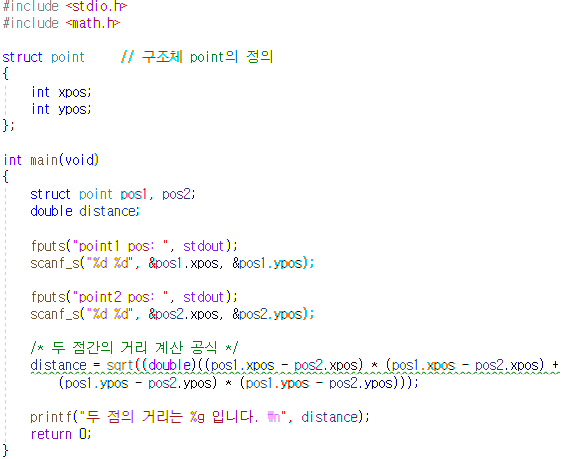 #include <stdio.h>
#include <math.h>
struct point // 구조체 point의 정의
{
int xpos;
int ypos;
};
int main(void)
{
struct point pos1, pos2;
double distance;
fputs("point1 pos: ", stdout);
scanf_s("%d %d", &pos1.xpos, &pos1.ypos);
fputs("point2 pos: ", stdout);
scanf_s("%d %d", &pos2.xpos, &pos2.ypos);
/* 두 점간의 거리 계산 공식 */
distance = sqrt((double)((pos1.xpos - pos2.xpos) * (pos1.xpos - pos2.xpos) +
(pos1.ypos - pos2.ypos) * (pos1.ypos - pos2.ypos)));
printf("두 점의 거리는 %g 입니다. ₩n", distance);
return 0;
}